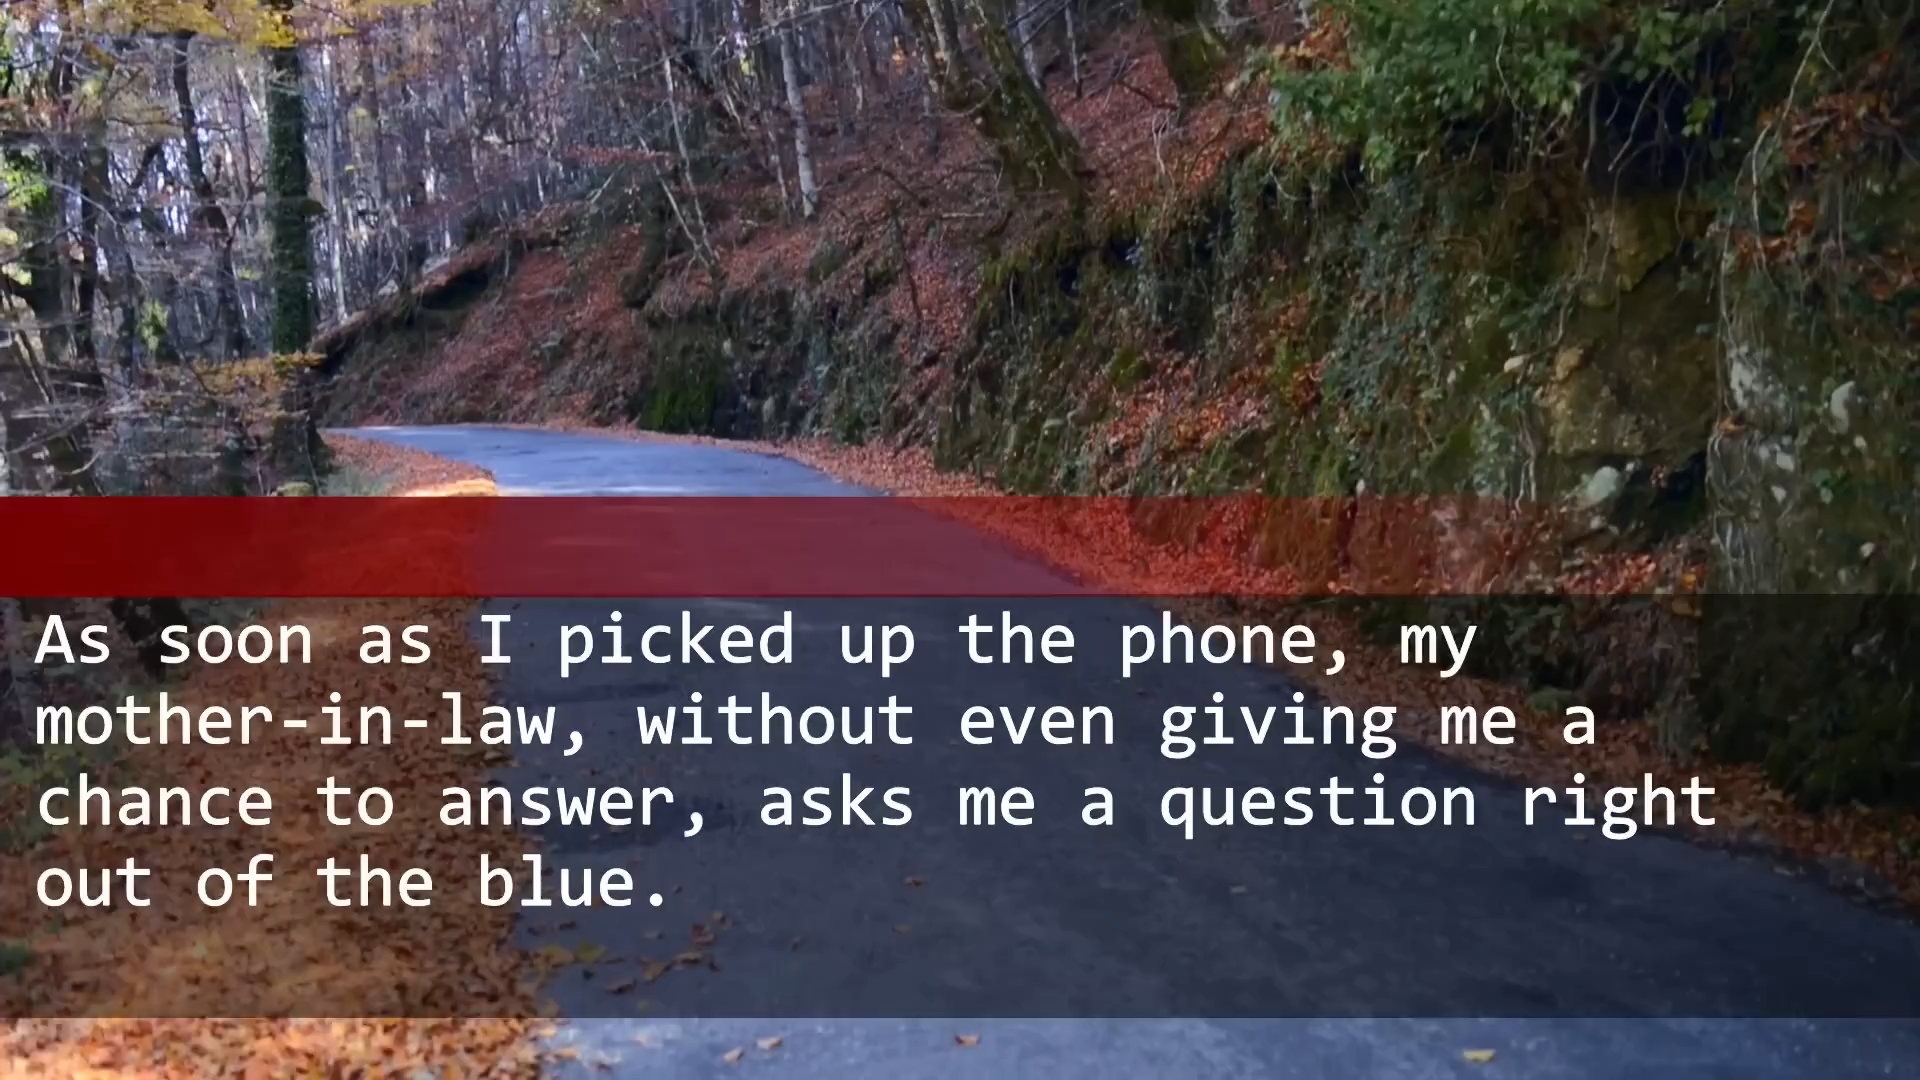 As soon as I picked up the phone, my
mother-in-law, without even giving me a
chance to answer, asks me a question right
out of the blue.